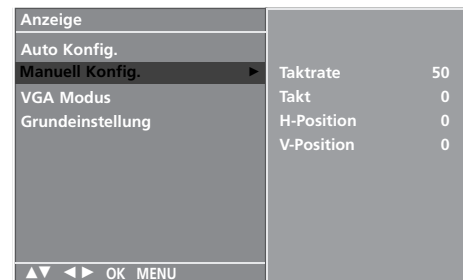 Anzeige
Auto Konfig.
Manuell Konfig. ►
VGA Modus
Grundeinstellung
▲▼ ◄► OK MENU
Taktrate 50
Takt 0
H-Position 0
V-Position 0